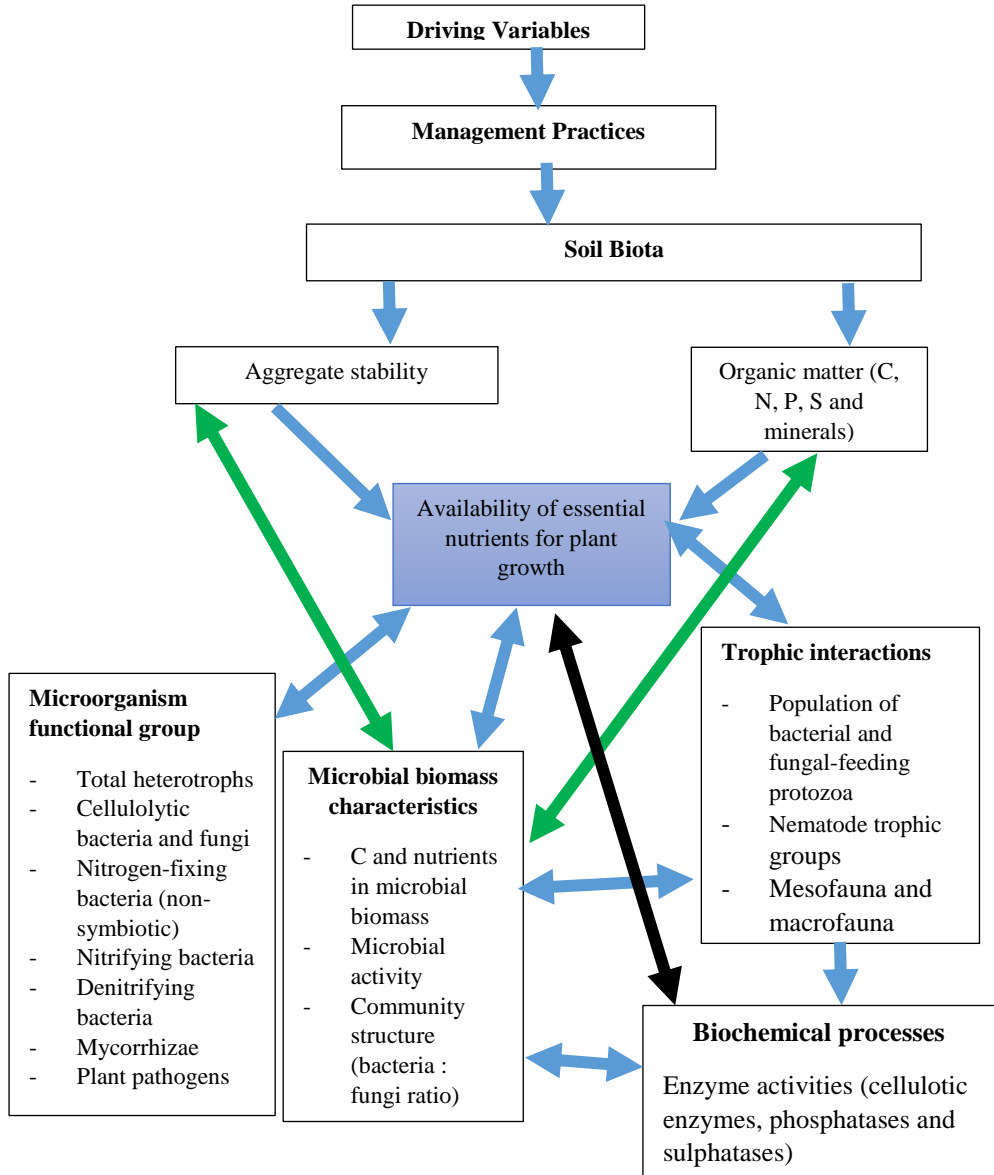 Driving Variables
Management Practices
Soil Biota
Aggregate stability
Organic matter (C,
N, P, S and
minerals)
Availability of essential
nutrients for plant
growth
Microorganism
functional group
- Total heterotrophs
- Cellulolytic
bacteria and fungi
- Nitrogen-fixing
bacteria (non-
symbiotic)
- Nitrifying bacteria
- Denitrifying
bacteria
- Mycorrhizae
- Plant pathogens
Microbial biomass
characteristics
- C and nutrients
in microbial
biomass
- Microbial
activity
- Community
structure
(bacteria :
fungi ratio)
Trophic interactions
- Population of
bacterial and
fungal-feeding
protozoa
- Nematode trophic
groups
- Mesofauna and
macrofauna
Biochemical processes
Enzyme activities (cellulotic
enzymes, phosphatases and
sulphatases)